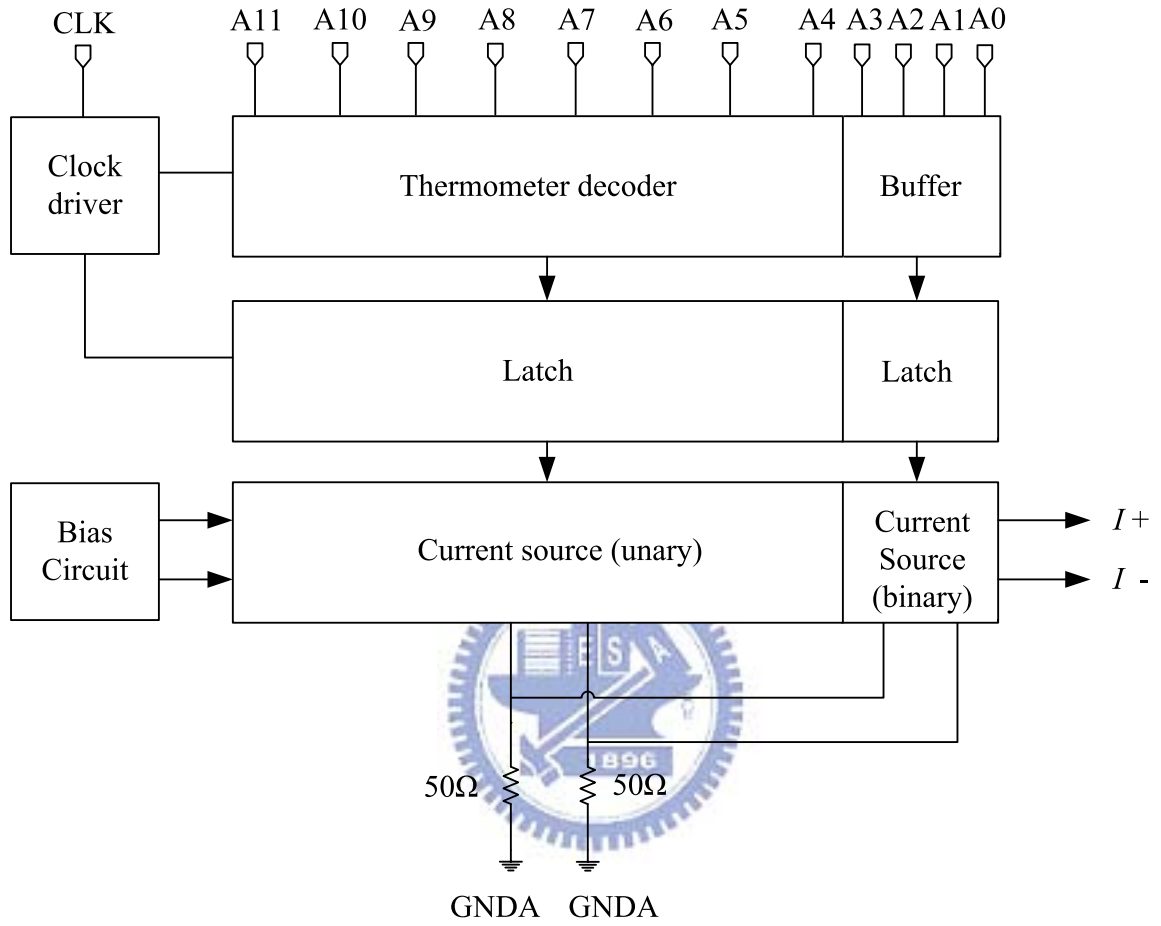 CLK A11 A10 A9 A8 A7 A6 A5 A4 A3 A2 A1 A0
Clock
driver
Thermometer decoder
Buffer
Latch
Latch
Bias
Circuit
Current source (unary)
Current
Source
(binary)
I +
I -
E S A
1896
50Ω
50Ω
GNDA GNDA